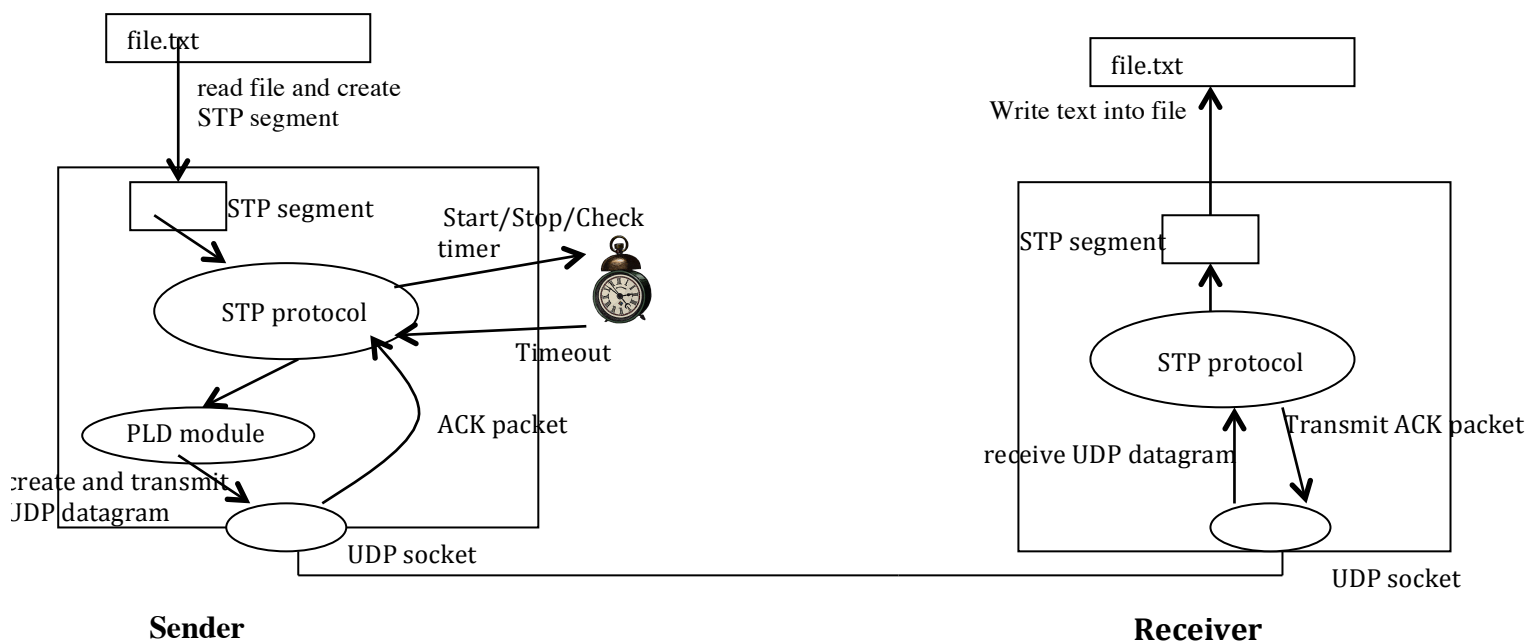 file.txt
read file and create
STP segment
STP segment
Start/Stop/Check
timer
STP protocol
Timeout
PLD module
ACK packet
create and transmit
UDP datagram
UDP socket
Sender
file.txt
Write text into file
STP segment
STP protocol
Transmit ACK packet
receive UDP datagram
UDP socket
Receiver